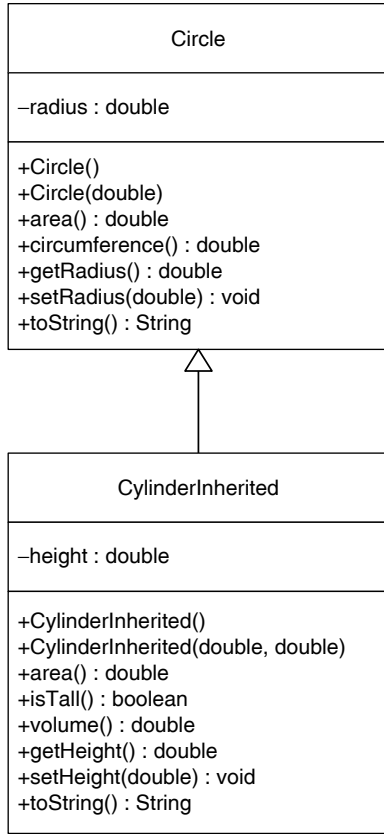 Circle
–radius : double
+Circle()
+Circle(double)
+area() : double
+circumference() : double
+getRadius() : double
+setRadius(double) : void
+toString() : String
CylinderInherited
–height : double
+CylinderInherited()
+CylinderInherited(double, double)
+area() : double
+isTall() : boolean
+volume() : double
+getHeight() : double
+setHeight(double) : void
+toString() : String